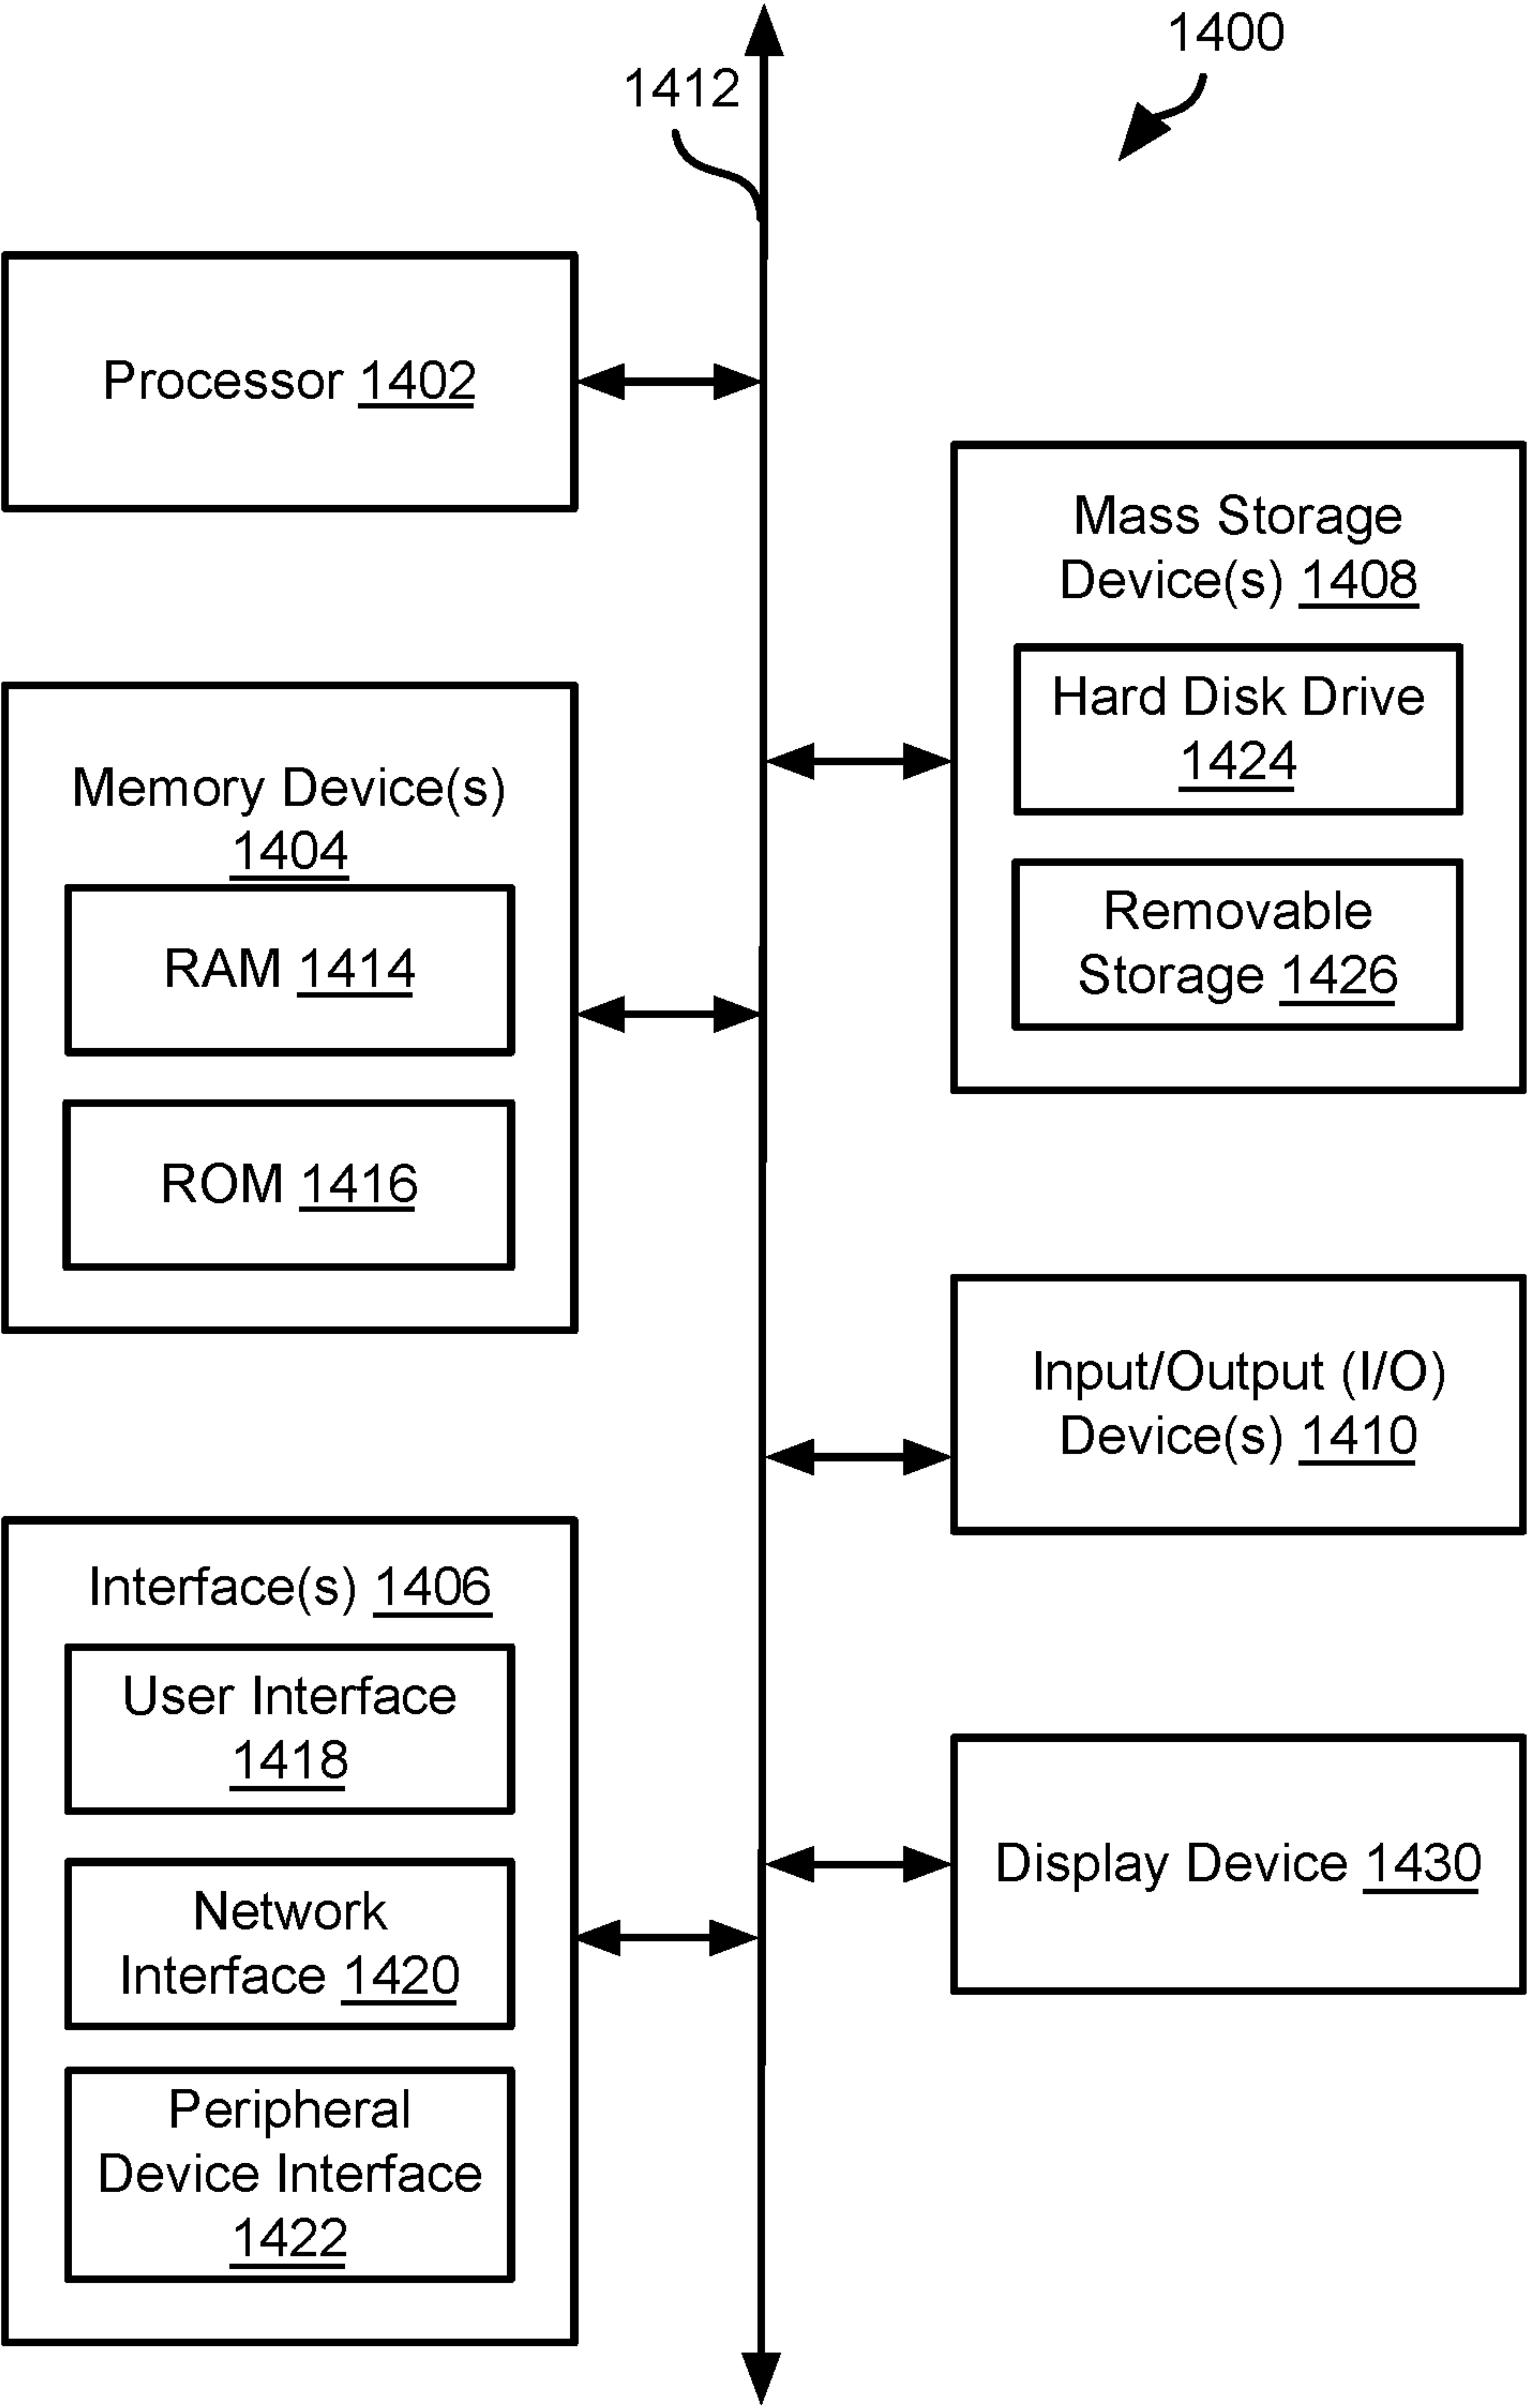 1400
1412
Processor 1402
Mass Storage
Device(s) 1408
Hard Disk Drive
1424
Removable
Storage 1426
Memory Device(s)
1404
RAM 1414
ROM 1416
Input/Output (I/O)
Device(s) 1410
Interface(s) 1406
User Interface
1418
Network
Interface 1420
Peripheral
Device Interface
1422
Display Device 1430